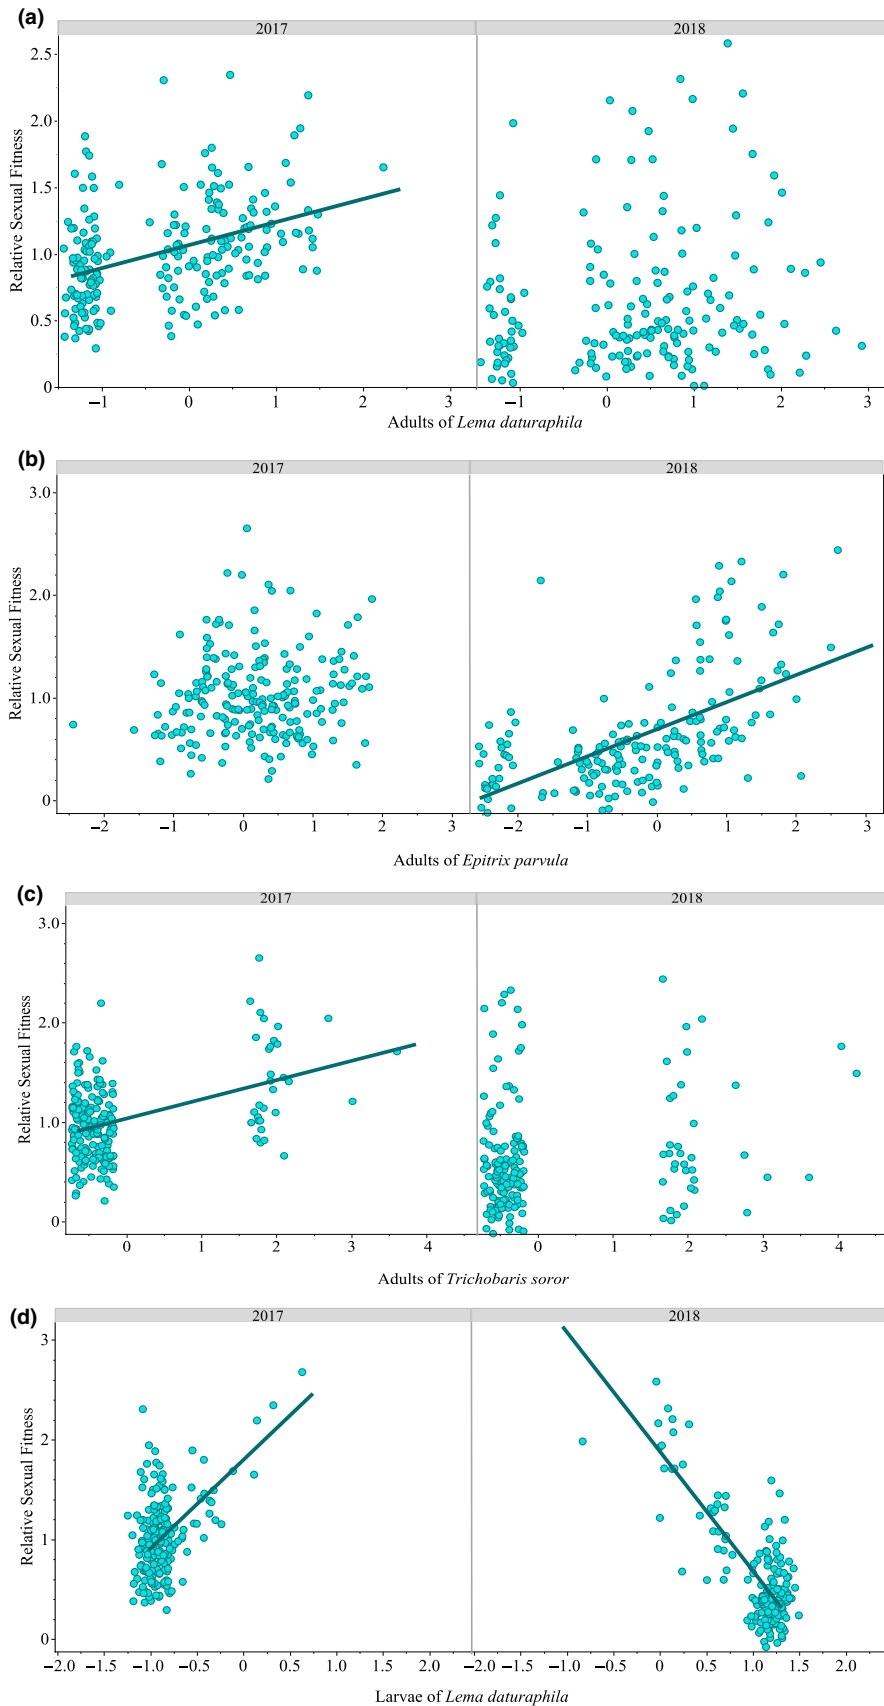 (a)
2017 2018
2.5
2.0
1.5
1.0
0.5
0
Relative Sexual Fitness
−1 0 1 2 3 −1 0 1 2 3
Adults of Lema daturaphila
(b)
2017 2018
3.0
2.0
1.0
0
Relative Sexual Fitness
−2 −1 0 1 2 3 −2 −1 0 1 2 3
Adults of Epitrix parvula
(c)
2017 2018
3.0
2.0
1.0
0
Relative Sexual Fitness
0 1 2 3 4 0 1 2 3 4
Adults of Trichobaris soror
(d)
2017 2018
3
2
1
0
Relative Sexual Fitness
−2.0 −1.5 −1.0 −0.5 0 0.5 1.0 1.5 2.0 −2.0 −1.5 −1.0 −0.5 0 0.5 1.0 1.5 2.0
Larvae of Lema daturaphila